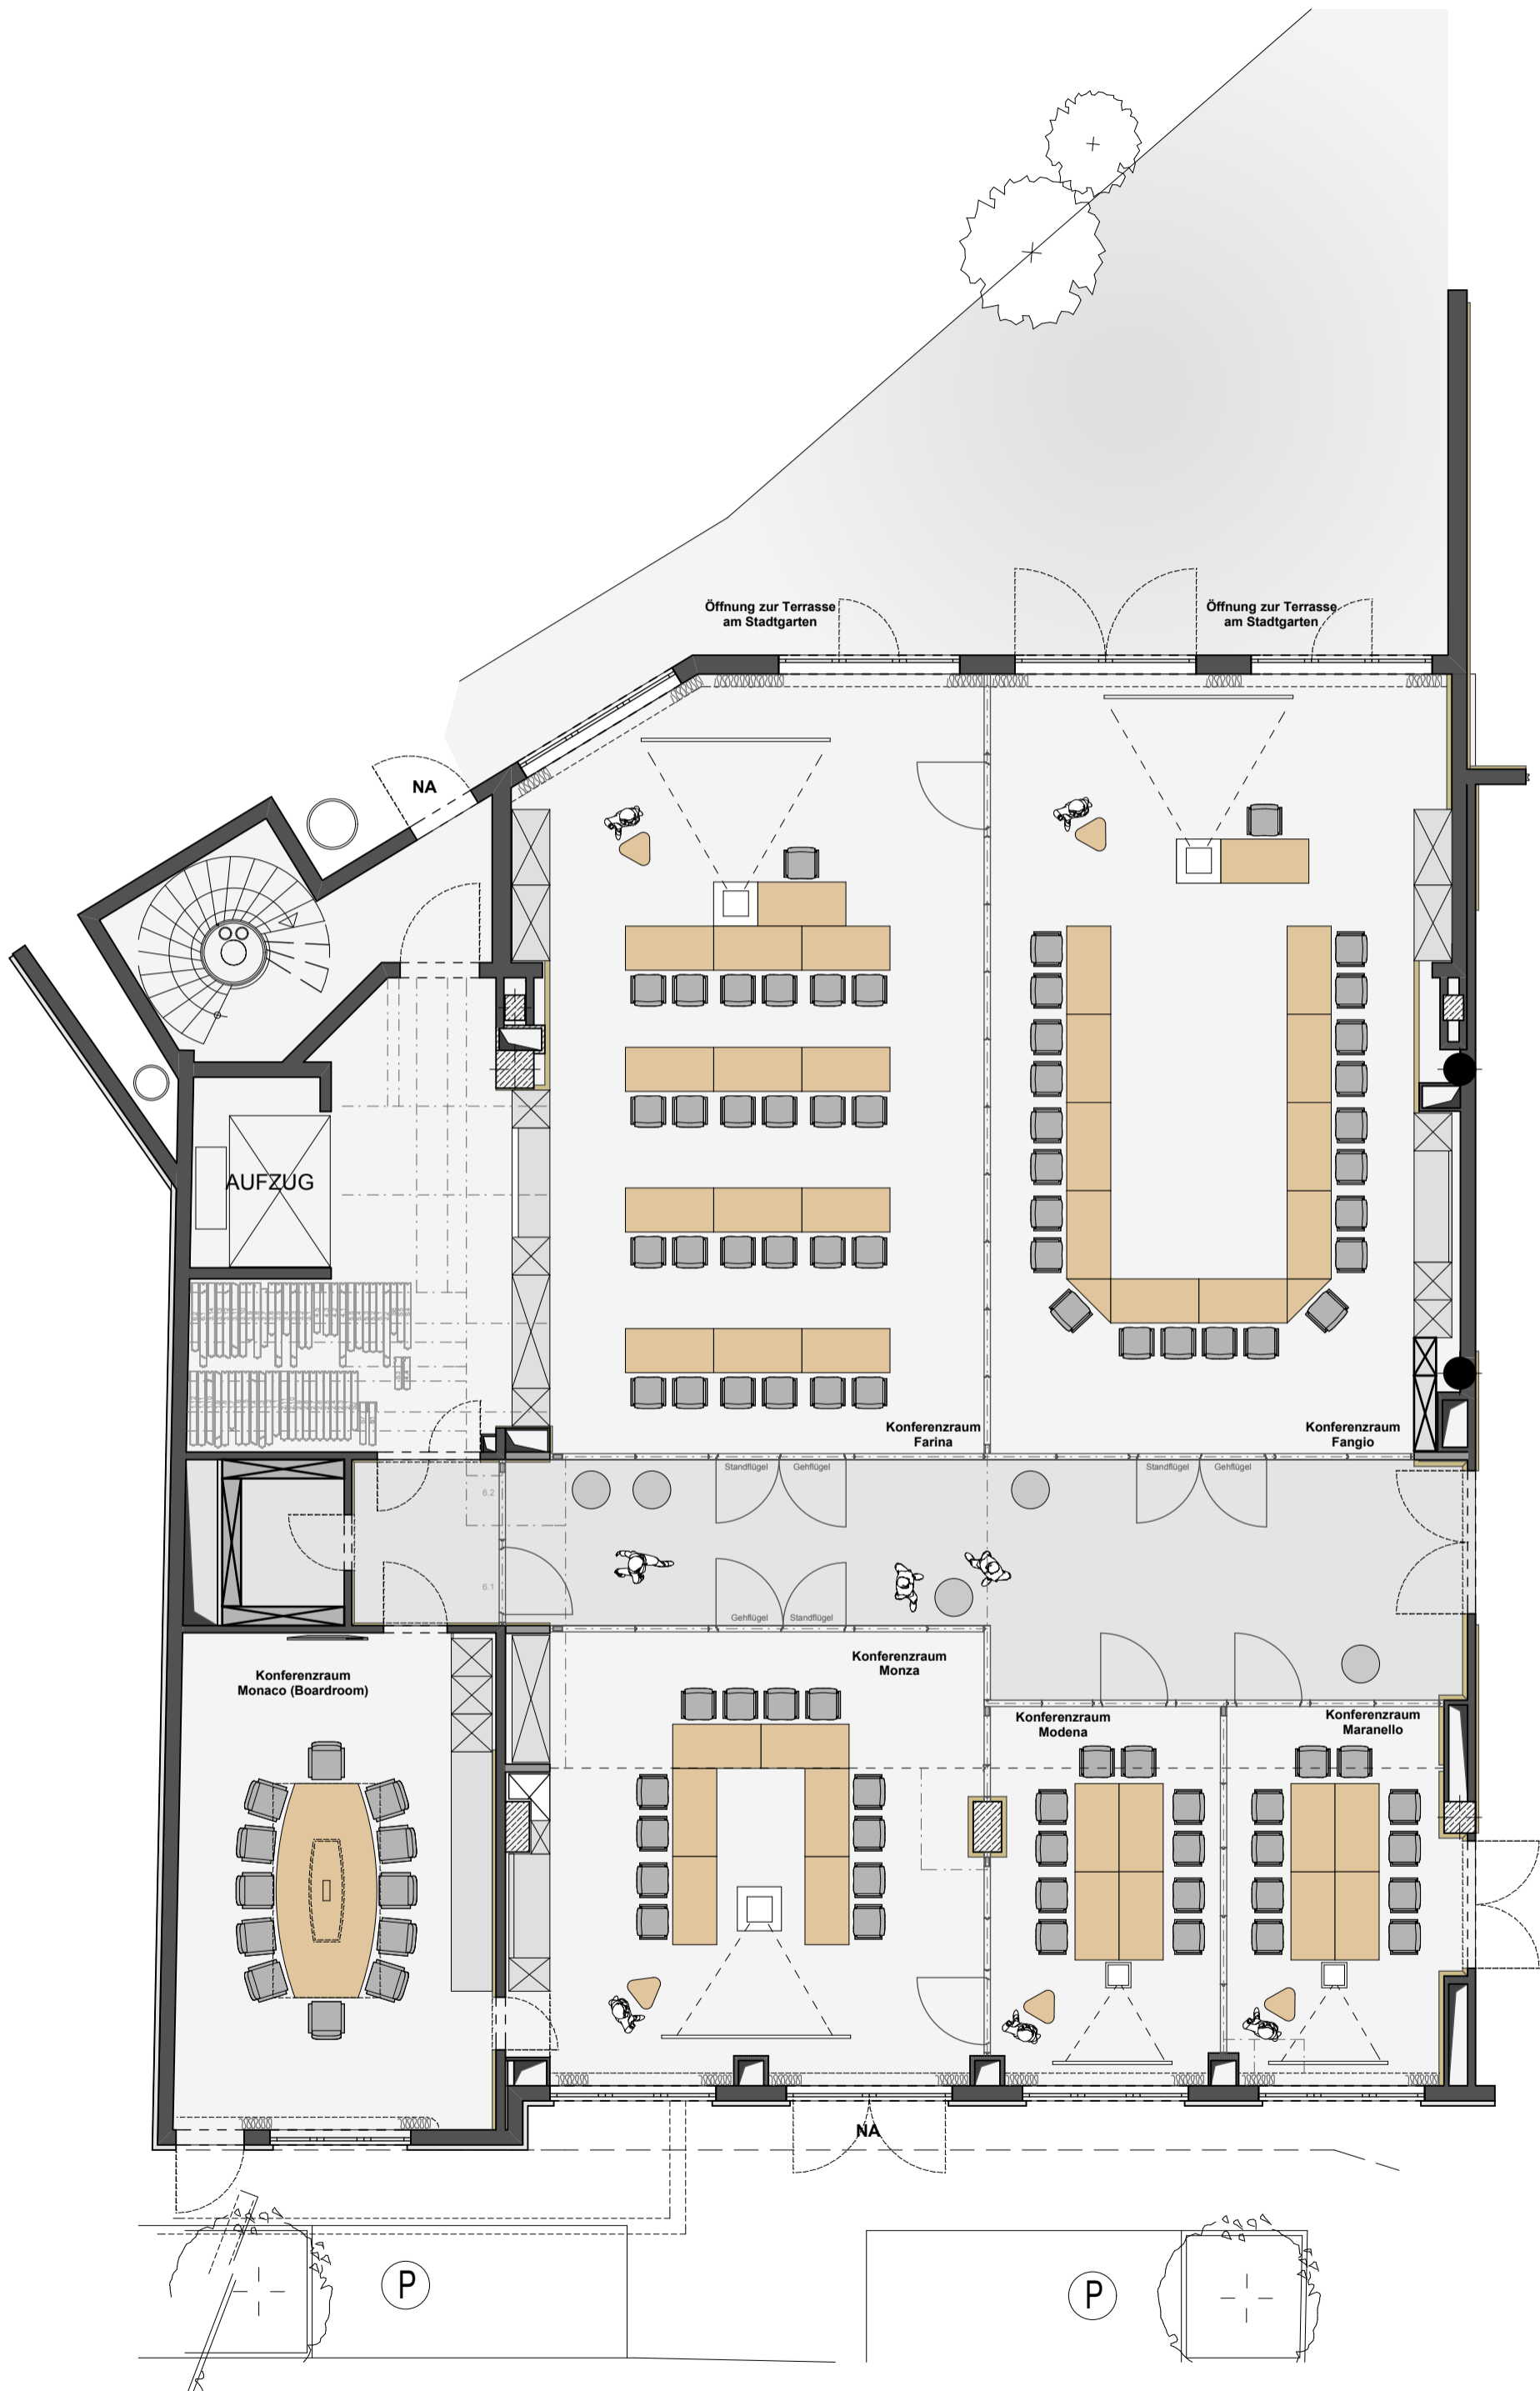 Öffnung zur Terrasse
am Stadtgarten
Öffnung zur Terrasse
am Stadtgarten
NA
AUFZUG
Konferenzraum
Farina
Konferenzraum
Fangio
Standflügel
Gehflügel
Standflügel
Gehflügel
6.2
6.1
Gehflügel
Standflügel
Konferenzraum
Monza
Konferenzraum
Monaco (Boardroom)
Konferenzraum
Modena
Konferenzraum
Maranello
NA
P
P